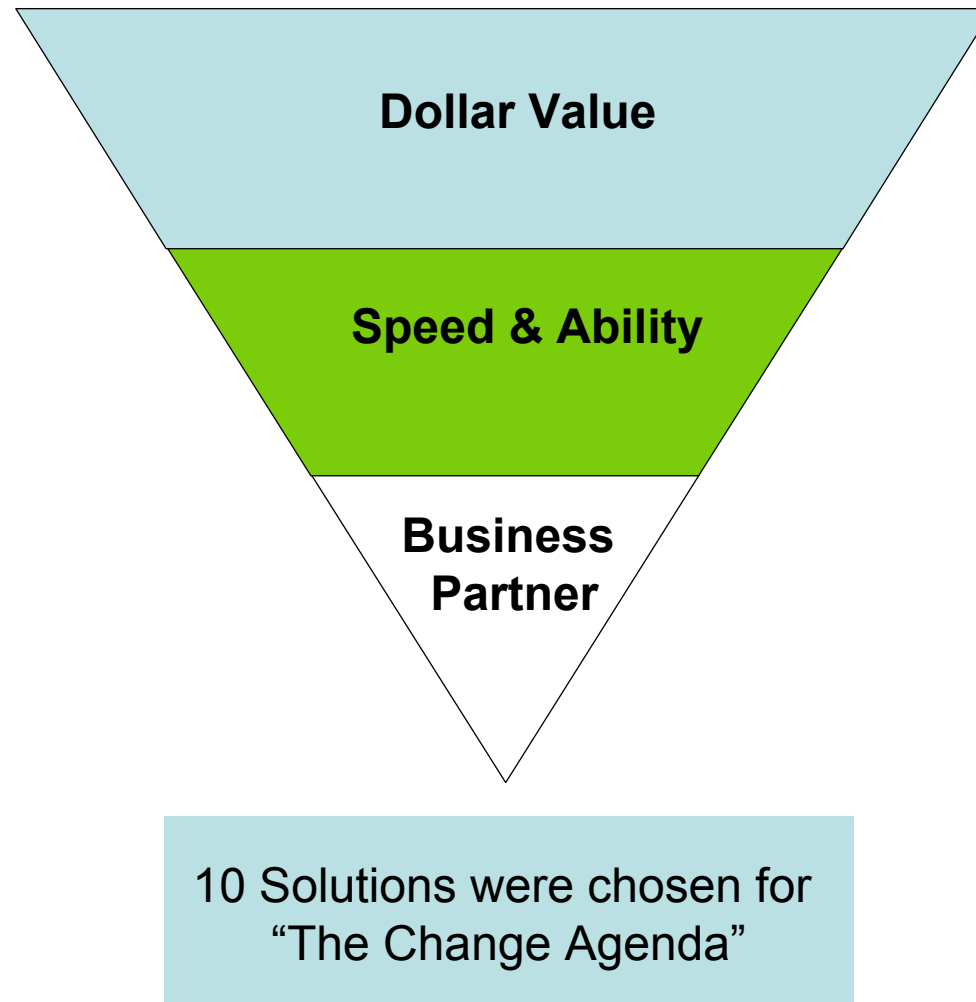 Dollar Value
Speed & Ability
Business
Partner
10 Solutions were chosen for
“The Change Agenda”